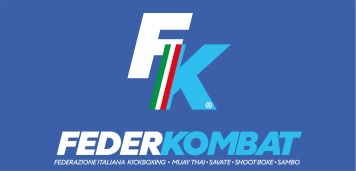 FK®
FEDERKOMBAT
FEDERAZIONE ITALIANA KICKBOXING • MUAY THAI • SAVATE • SHOOT BOXE • SAMBO